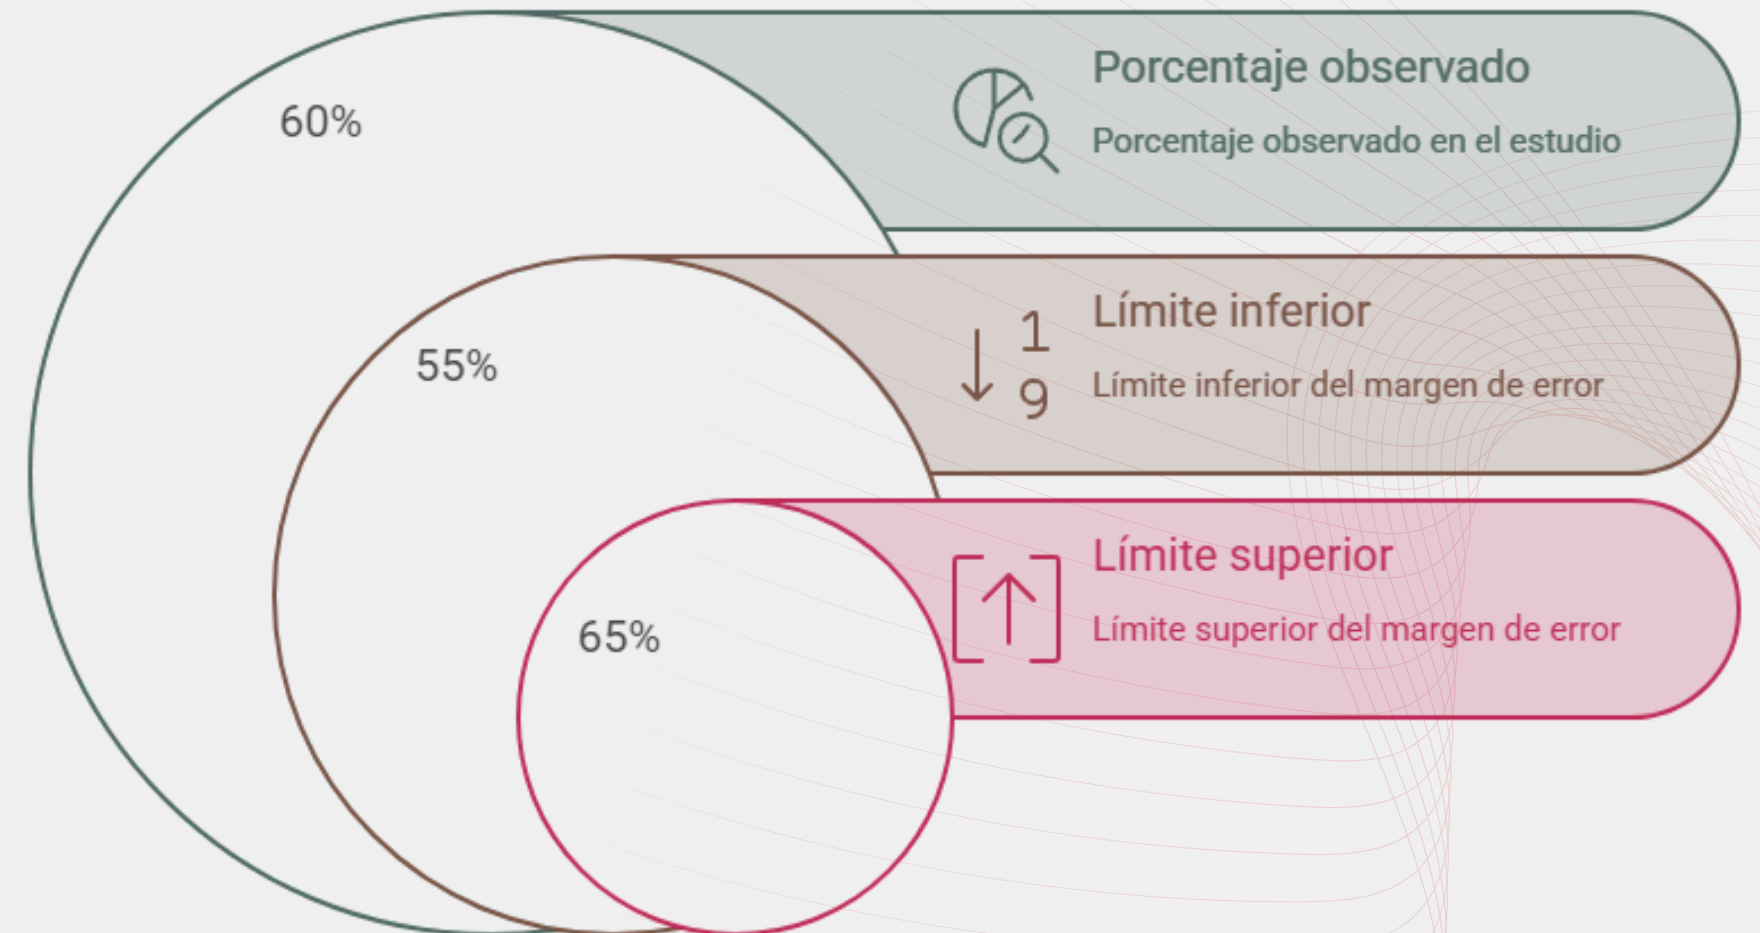 60%
Porcentaje observado
Porcentaje observado en el estudio
55%
Límite inferior
1
9
Límite inferior del margen de error
65%
Límite superior
Límite superior del margen de error